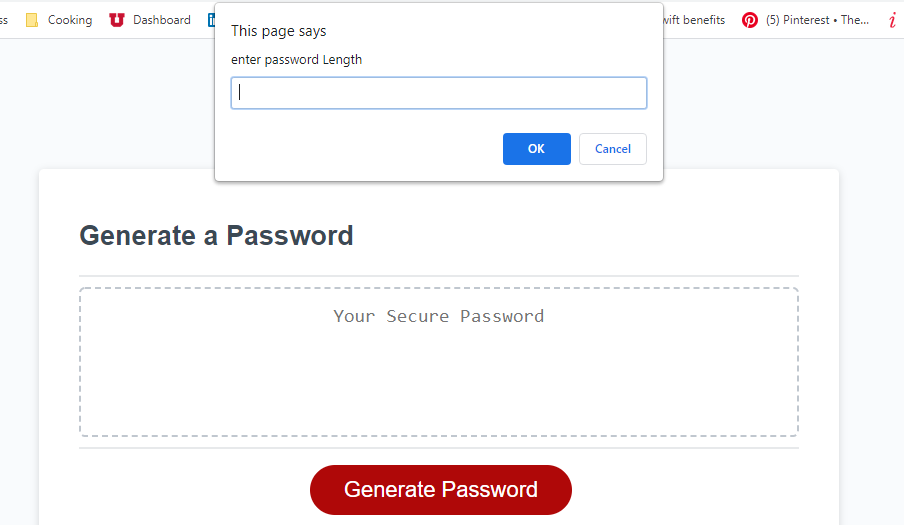 ss Cooking Dashboard wift benefits (5) Pinterest • The...
This page says
enter password Length
OK Cancel
Generate a Password
Your Secure Password
Generate Password